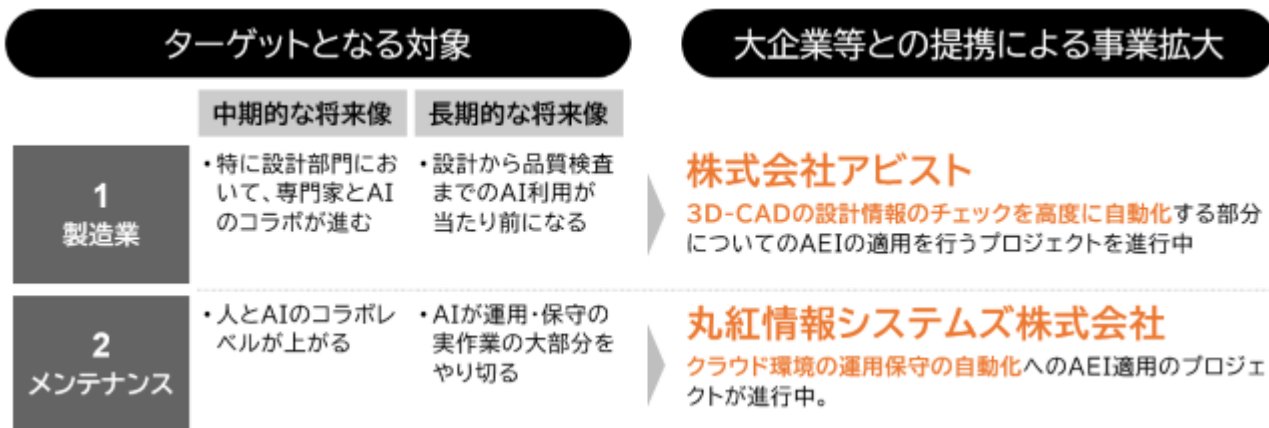 ターゲットとなる対象
大企業等との提携による事業拡大
中期的な将来像
長期的な将来像
1
製造業
・特に設計部門にお
いて、専門家とAI
のコラボが進む
・設計から品質検査
までのAI利用が
当たり前になる
株式会社アビスト
3D-CADの設計情報のチェックを高度に自動化する部分
についてのAEIの適用を行うプロジェクトを進行中
2
メンテナンス
・人とAIのコラボレ
ベルが上がる
・AIが運用・保守の
実作業の大部分を
やり切る
丸紅情報システムズ株式会社
クラウド環境の運用保守の自動化へのAEI適用のプロジェ
クトが進行中。